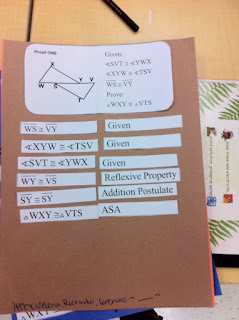 Proof ONE
Given:
∢SVT ≅ ∢YWX
∢XYW ≅ ∢TSV
WS ≅ VY
Prove:
△WXY ≅ △VTS
X
W S Y V
T
WS ≅ VY Given
∢XYW ≅ ∢TSV Given
∢SVT ≅ ∢YWX Given
WY ≅ VS Reflexive Property
SY ≅ SY Addition Postulate
△WXY ≅ △VTS ASA